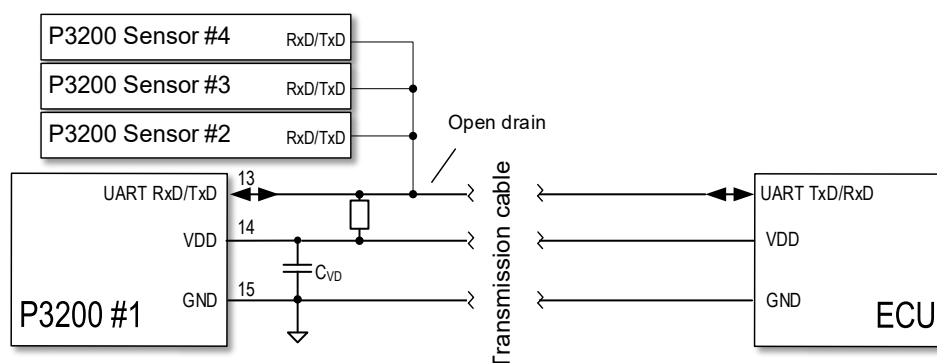 P3200 Sensor #4 RxD/TxD
P3200 Sensor #3 RxD/TxD
P3200 Sensor #2 RxD/TxD
Open drain
UART RxD/TxD 13
VDD 14
GND 15
P3200 #1
CVD
Transmission cable
UART TxD/RxD
VDD
GND
ECU